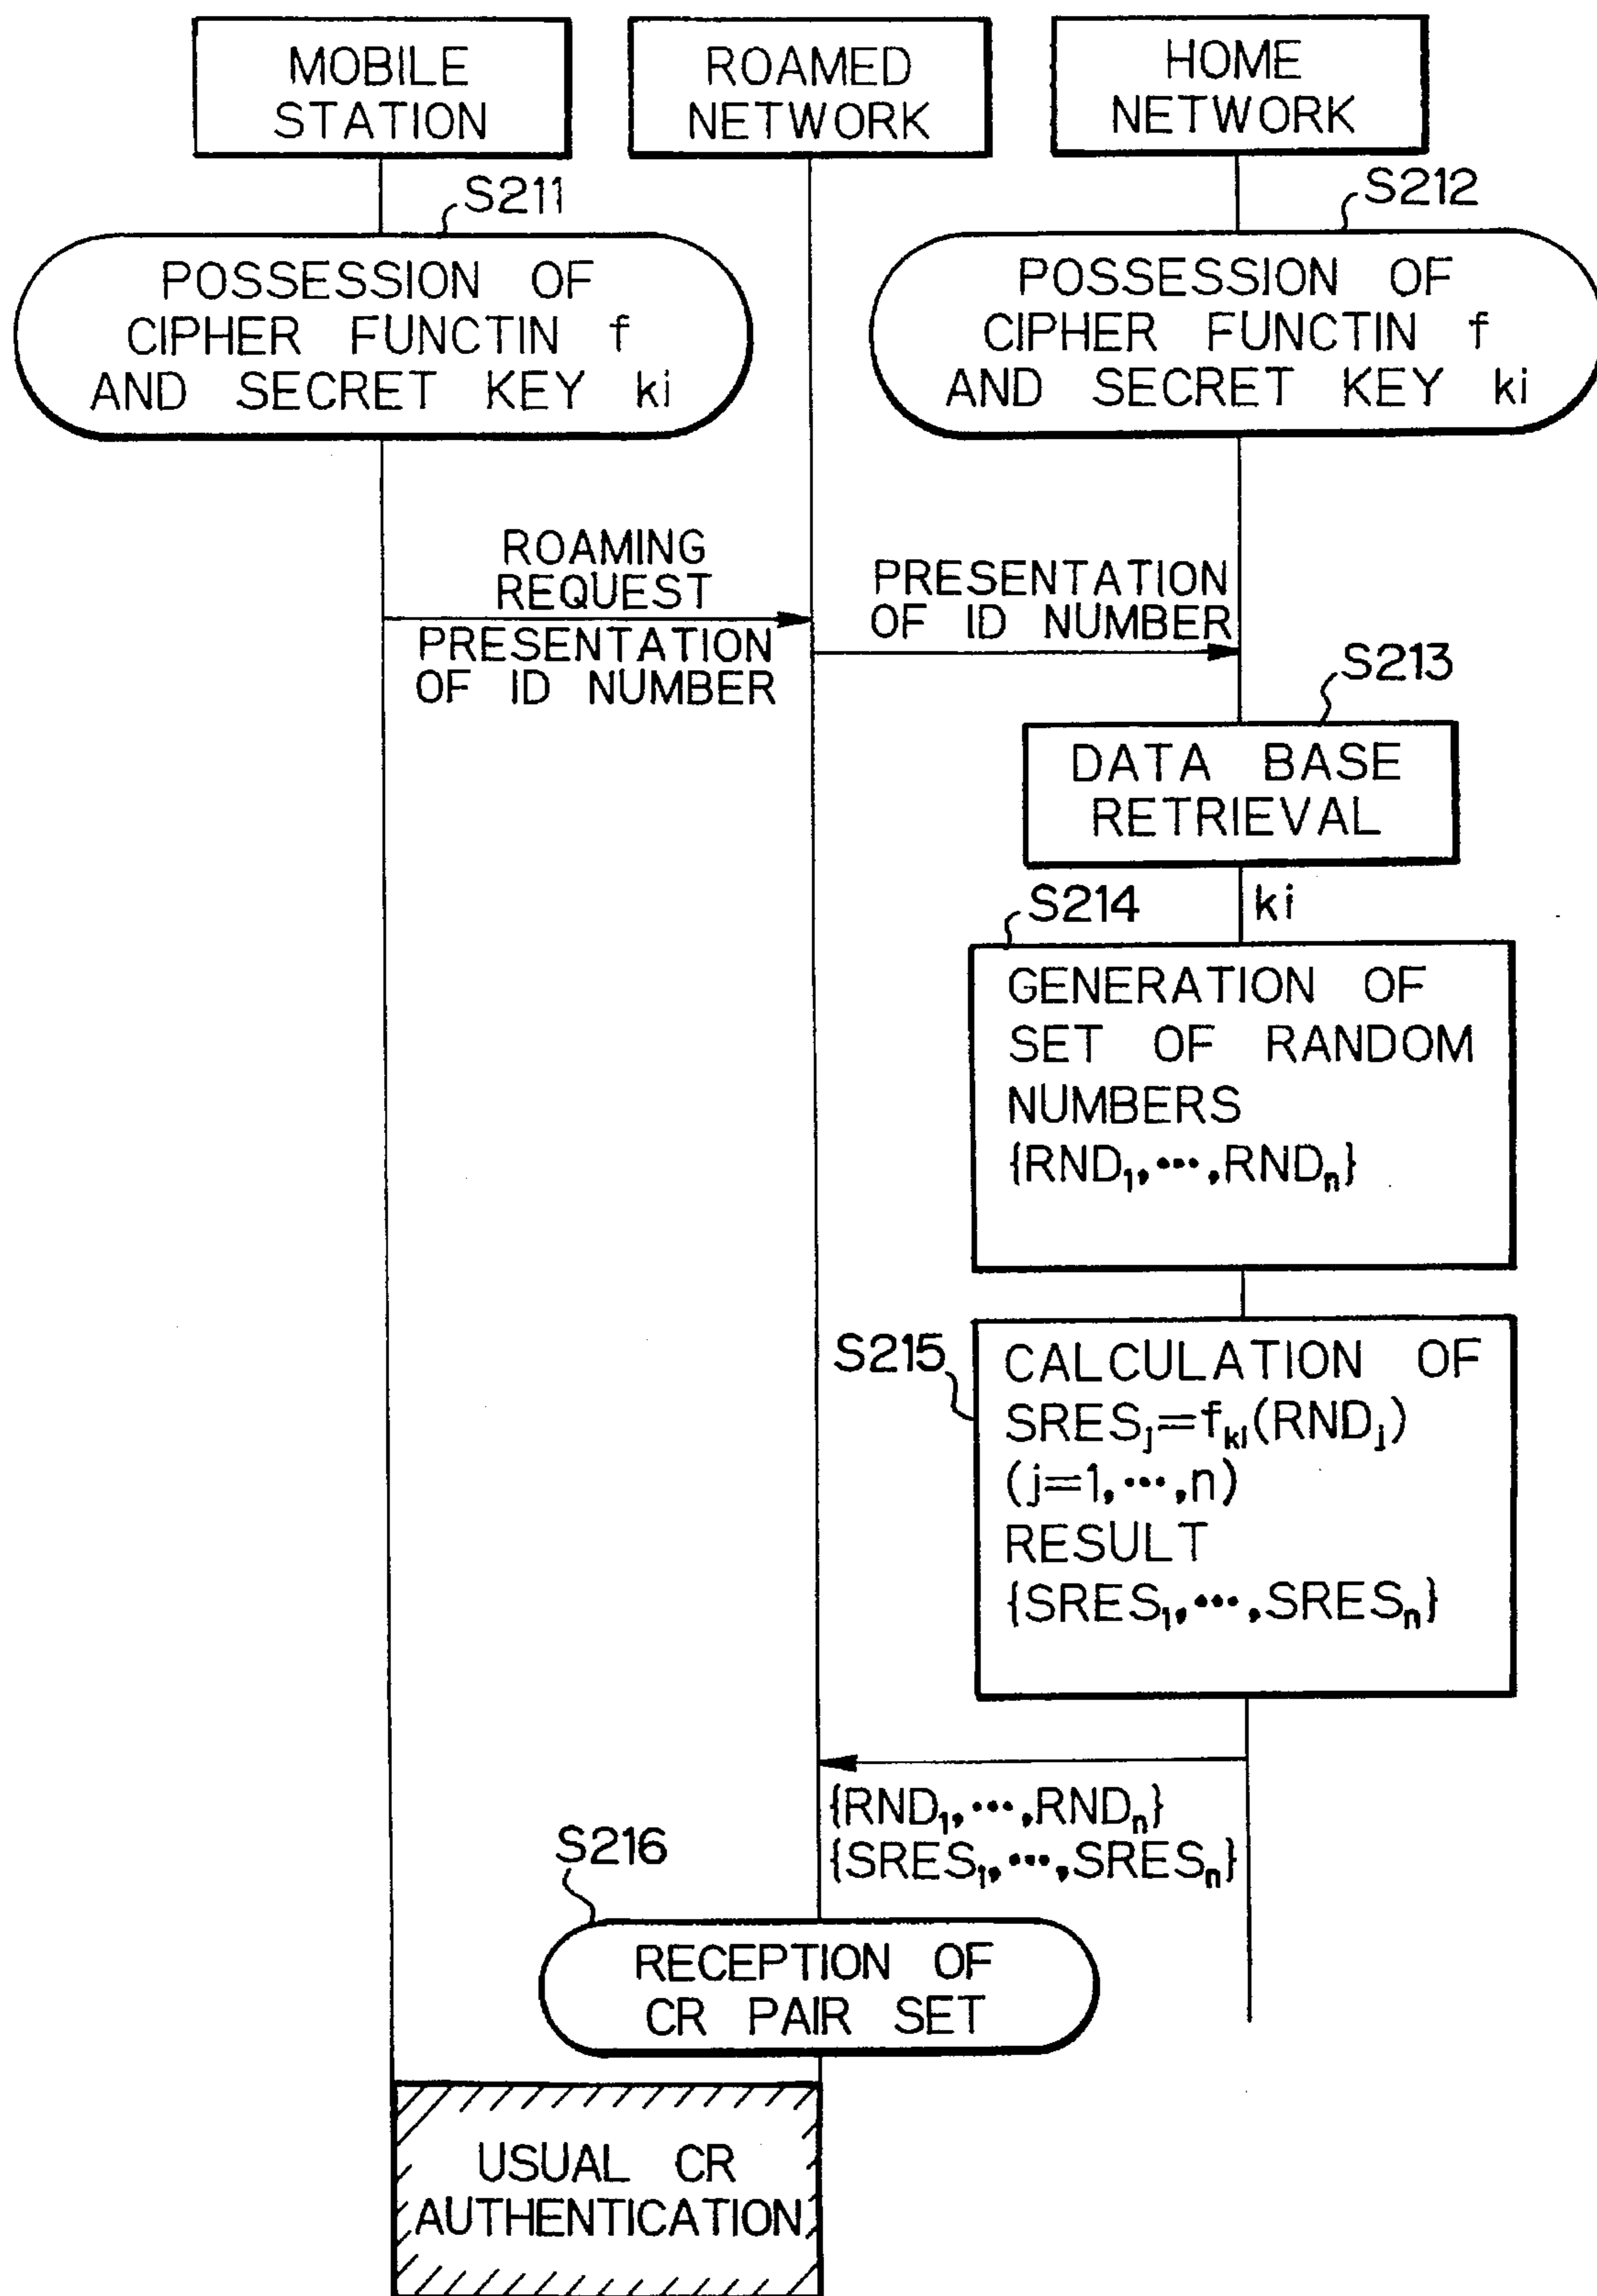 MOBILE
STATION
ROAMED
NETWORK
HOME
NETWORK
S211
S212
POSSESSION OF
CIPHER FUNCTIN f
AND SECRET KEY ki
POSSESSION OF
CIPHER FUNCTIN f
AND SECRET KEY ki
ROAMING
REQUEST
PRESENTATION
OF ID NUMBER
PRESENTATION
OF ID NUMBER
S213
DATA BASE
RETRIEVAL
ki
S214
GENERATION OF
SET OF RANDOM
NUMBERS
{RND₁,···,RNDₙ}
S215
CALCULATION OF
SRESⱼ=fₖᵢ(RNDⱼ)
(j=1,···,n)
RESULT
{SRES₁,···,SRESₙ}
{RND₁,···,RNDₙ}
{SRES₁,···,SRESₙ}
S216
RECEPTION OF
CR PAIR SET
USUAL CR
AUTHENTICATION